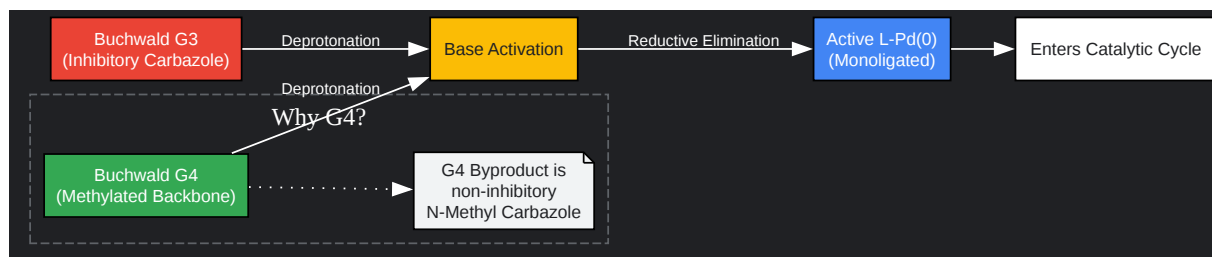 Buchwald G3
(Inhibitory Carbazole)
Deprotonation
Base Activation
Reductive Elimination
Active L-Pd(0)
(Monoligated)
Enters Catalytic Cycle
Deprotonation
Why G4?
Buchwald G4
(Methylated Backbone)
G4 Byproduct is
non-inhibitory
N-Methyl Carbazole